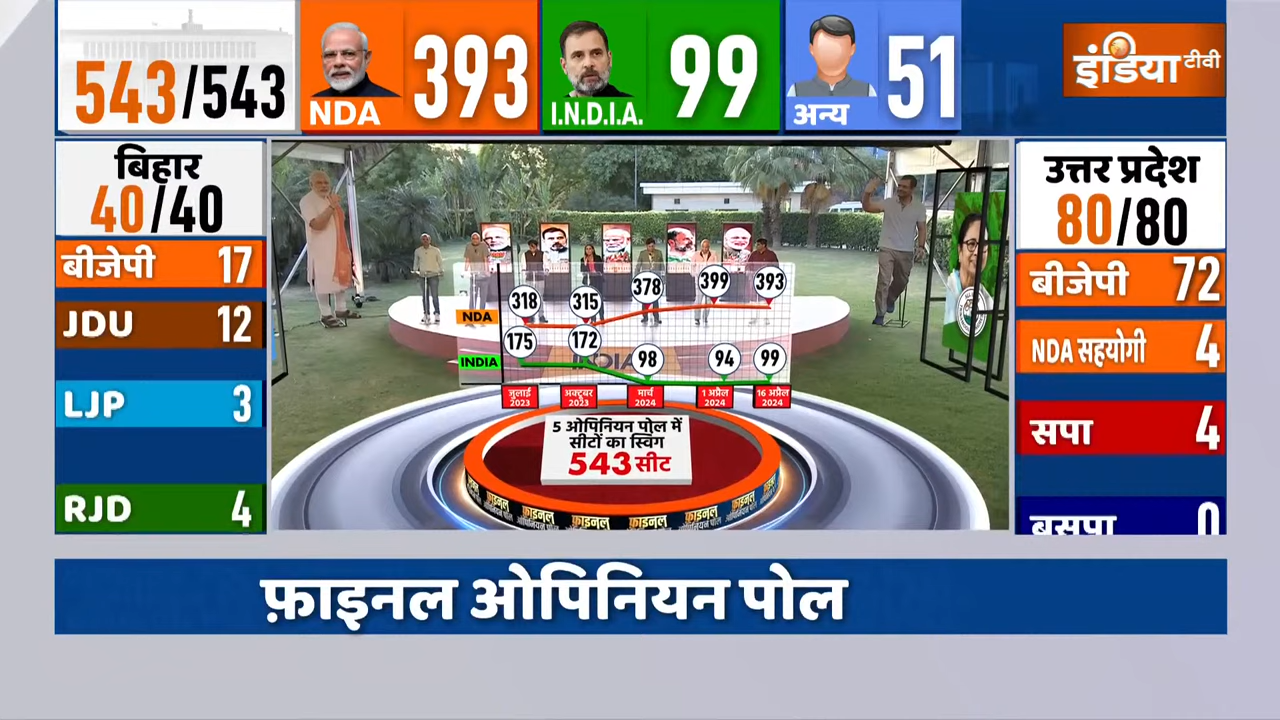 543/543
NDA
393
I.N.D.I.A.
99
अन्य
51
इंडिया टीवी
बिहार
40/40
बीजेपी 17
JDU 12
LJP 3
RJD 4
318 315 378 399 393
NDA
175 172 98 94 99
INDIA
जुलाई 2023
अक्टूबर 2023
मार्च 2024
1 अप्रैल 2024
16 अप्रैल 2024
5 ओपिनियन पोल में
सीटों का स्विंग
543 सीट
फ़ाइनल ओपिनियन पोल
उत्तर प्रदेश
80/80
बीजेपी 72
NDA सहयोगी 4
सपा 4
बसपा 0
फ़ाइनल ओपिनियन पोल